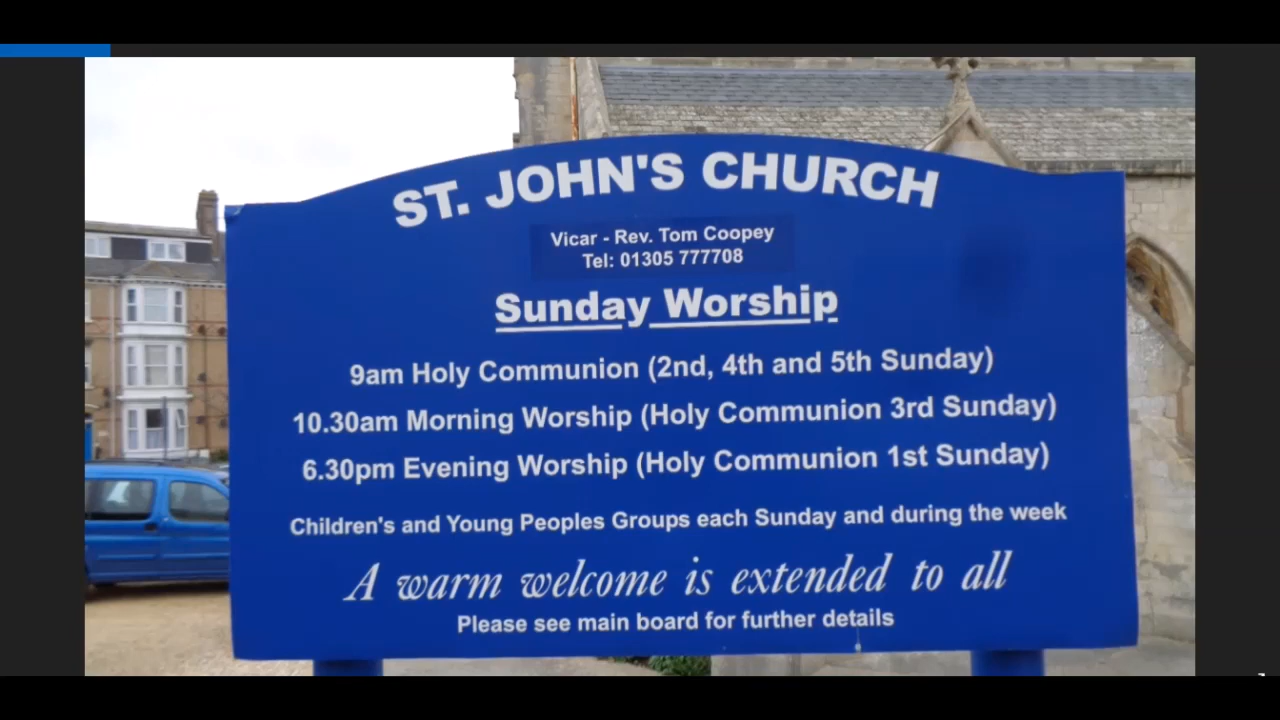 ST. JOHN'S CHURCH
Vicar - Rev. Tom Coopey
Tel: 01305 777708
Sunday Worship
9am Holy Communion (2nd, 4th and 5th Sunday)
10.30am Morning Worship (Holy Communion 3rd Sunday)
6.30pm Evening Worship (Holy Communion 1st Sunday)
Children's and Young Peoples Groups each Sunday and during the week
A warm welcome is extended to all
Please see main board for further details